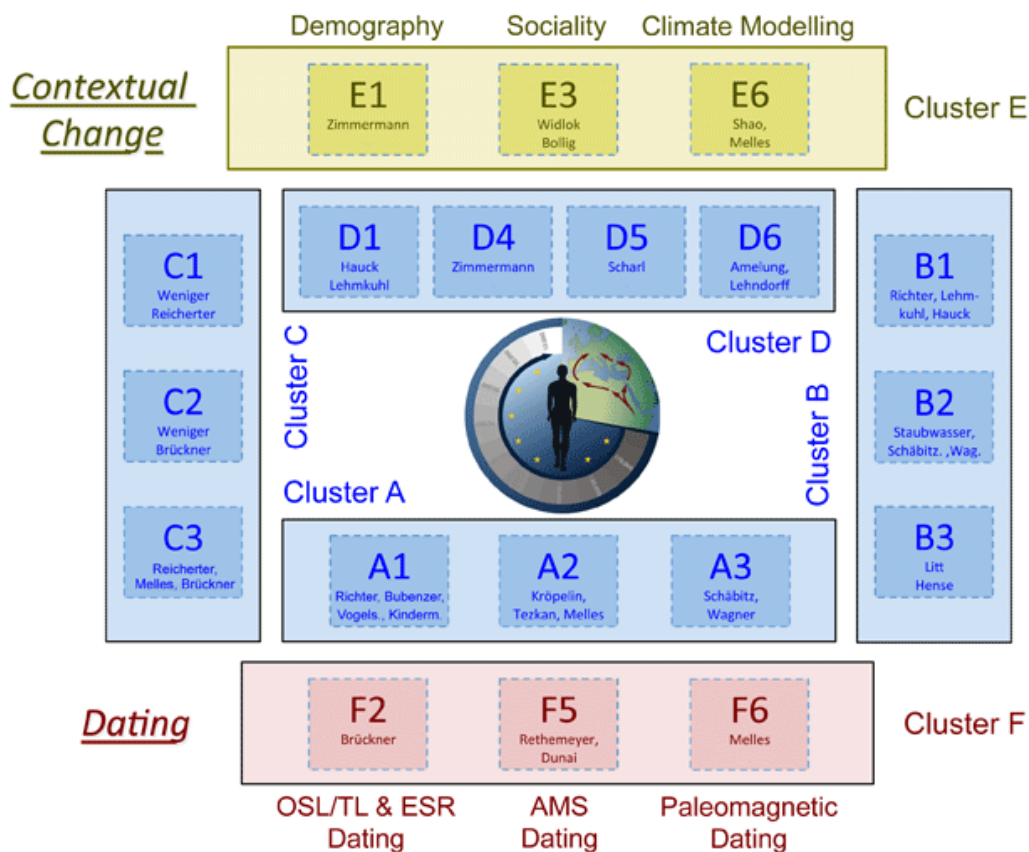 Demography
Sociality
Climate Modelling
Contextual
Change
E1
Zimmermann
E3
Widlok
Bollig
E6
Shao,
Melles
Cluster E
C1
Weniger
Reicherter
C2
Weniger
Brückner
C3
Reicherter,
Melles, Brückner
Cluster C
D1
Hauck
Lehmkuhl
D4
Zimmermann
D5
Scharl
D6
Amelung,
Lehndorff
Cluster D
Cluster B
B1
Richter, Lehm-
kuhl, Hauck
B2
Staubwasser,
Schäbitz. ,Wag.
B3
Litt
Hense
Cluster A
A1
Richter, Bubenzer,
Vogels., Kinderm.
A2
Kröpelin,
Tezkan, Melles
A3
Schäbitz,
Wagner
Dating
F2
Brückner
F5
Rethemeyer,
Dunai
F6
Melles
Cluster F
OSL/TL & ESR
Dating
AMS
Dating
Paleomagnetic
Dating